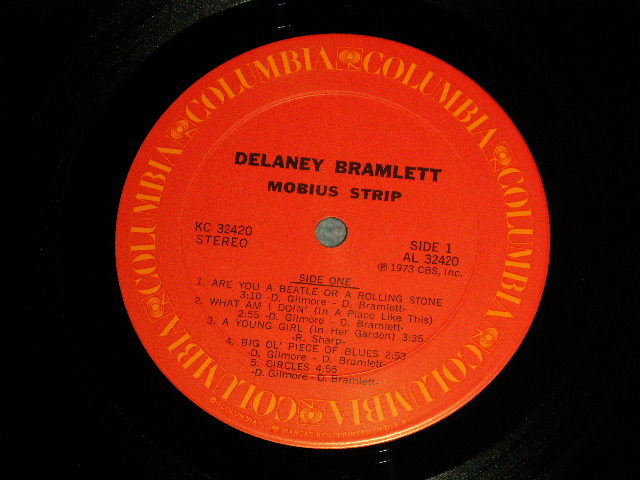 COLUMBIA COLUMBIA COLUMBIA COLUMBIA COLUMBIA COLUMBIA
DELANEY BRAMLETT
MOBIUS STRIP
KC 32420
STEREO
SIDE 1
AL 32420
Ⓟ 1973 CBS, Inc.
SIDE ONE
1. ARE YOU A BEATLE OR A ROLLING STONE
3:10 -D. Gilmore - D. Bramlett-
2. WHAT AM I DOIN' (In A Place Like This)
2:55 -D. Gilmore - D. Bramlett-
3. A YOUNG GIRL (In Her Garden) 3:35
-R. Sharp-
4. BIG OL' PIECE OF BLUES 2:53
-D. Gilmore - D. Bramlett-
5. CIRCLES 4:55
-D. Gilmore - D. Bramlett-